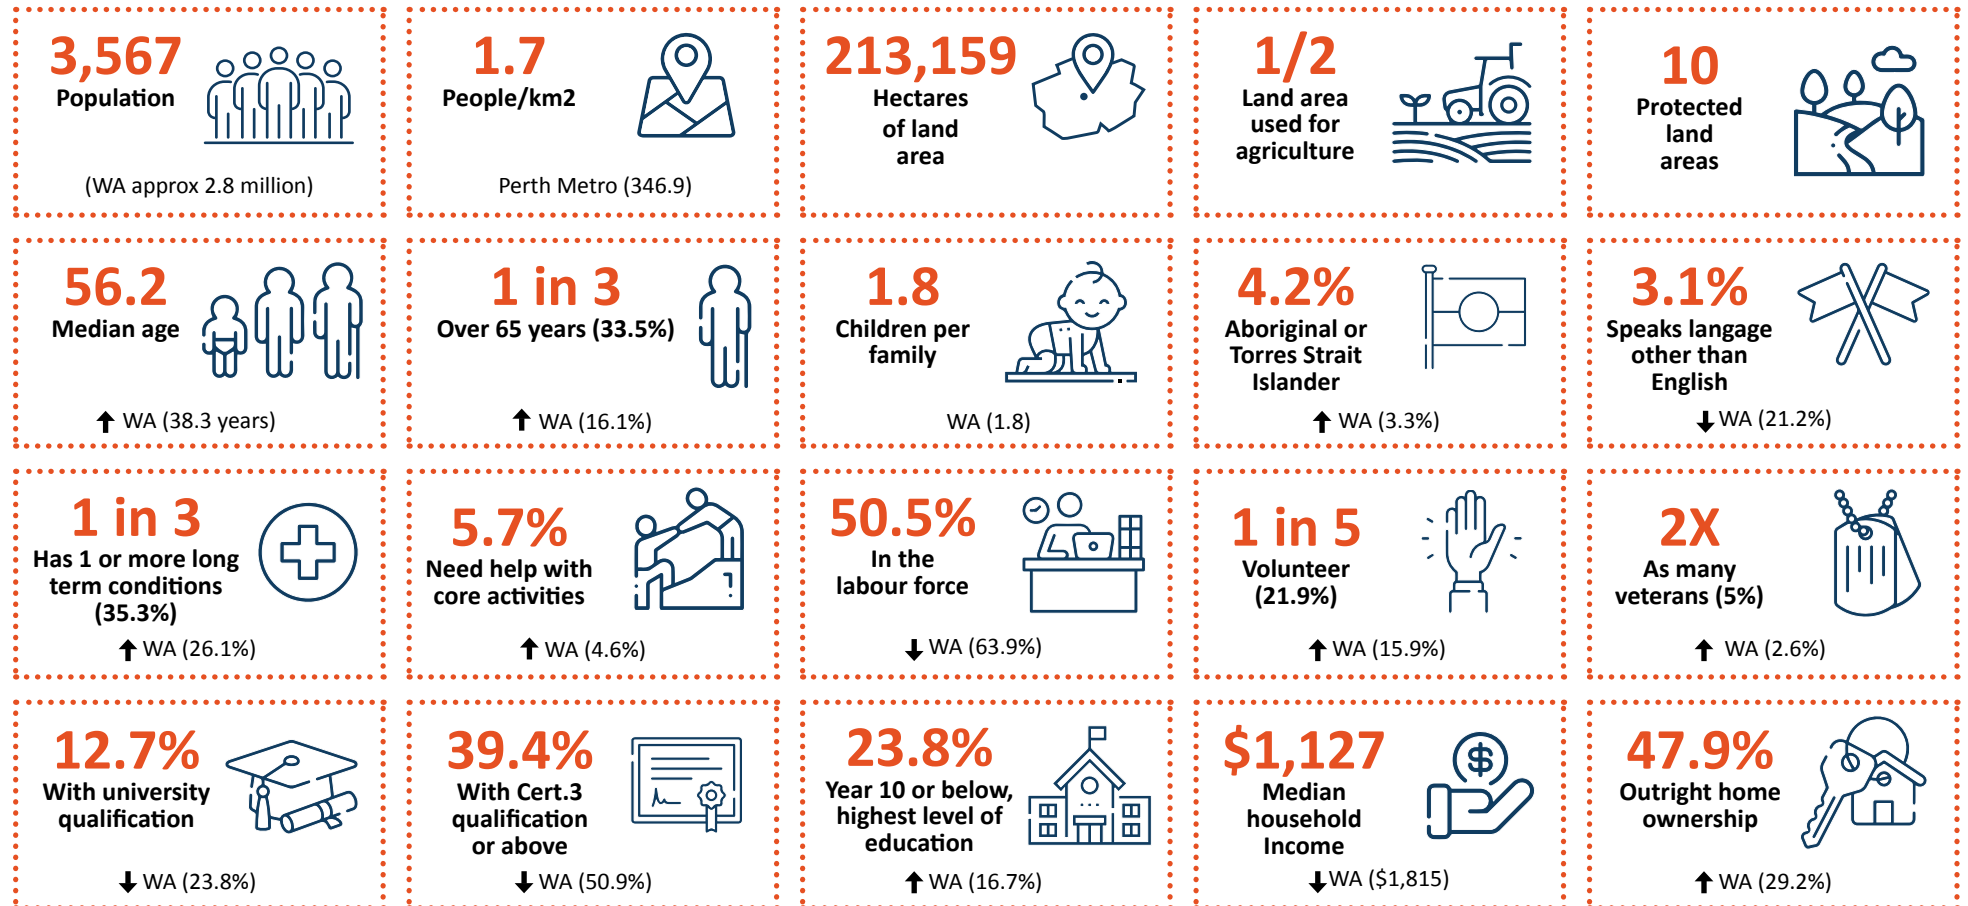 3,567
Population
(WA approx 2.8 million)
1.7
People/km2
Perth Metro (346.9)
213,159
Hectares
of land
area
1/2
Land area
used for
agriculture
10
Protected
land
areas
56.2
Median age
WA (38.3 years)
1 in 3
Over 65 years (33.5%)
WA (16.1%)
1.8
Children per
family
WA (1.8)
4.2%
Aboriginal or
Torres Strait
Islander
WA (3.3%)
3.1%
Speaks langage
other than
English
WA (21.2%)
1 in 3
Has 1 or more long
term conditions
(35.3%)
WA (26.1%)
5.7%
Need help with
core activities
WA (4.6%)
50.5%
In the
labour force
WA (63.9%)
1 in 5
Volunteer
(21.9%)
WA (15.9%)
2X
As many
veterans (5%)
WA (2.6%)
12.7%
With university
qualification
WA (23.8%)
39.4%
With Cert.3
qualification
or above
WA (50.9%)
23.8%
Year 10 or below,
highest level of
education
WA (16.7%)
$1,127
Median
household
Income
WA ($1,815)
47.9%
Outright home
ownership
WA (29.2%)